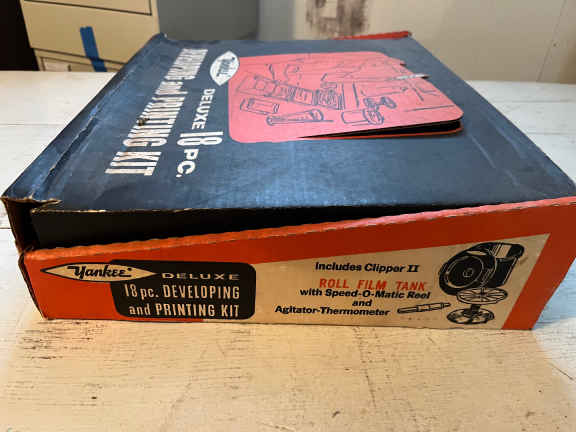 Yankee
DELUXE 18 PC.
DEVELOPING and PRINTING KIT
Yankee
DELUXE
18 pc. DEVELOPING
and PRINTING KIT
Includes Clipper II
ROLL FILM TANK
with Speed-O-Matic Reel
and
Agitator-Thermometer